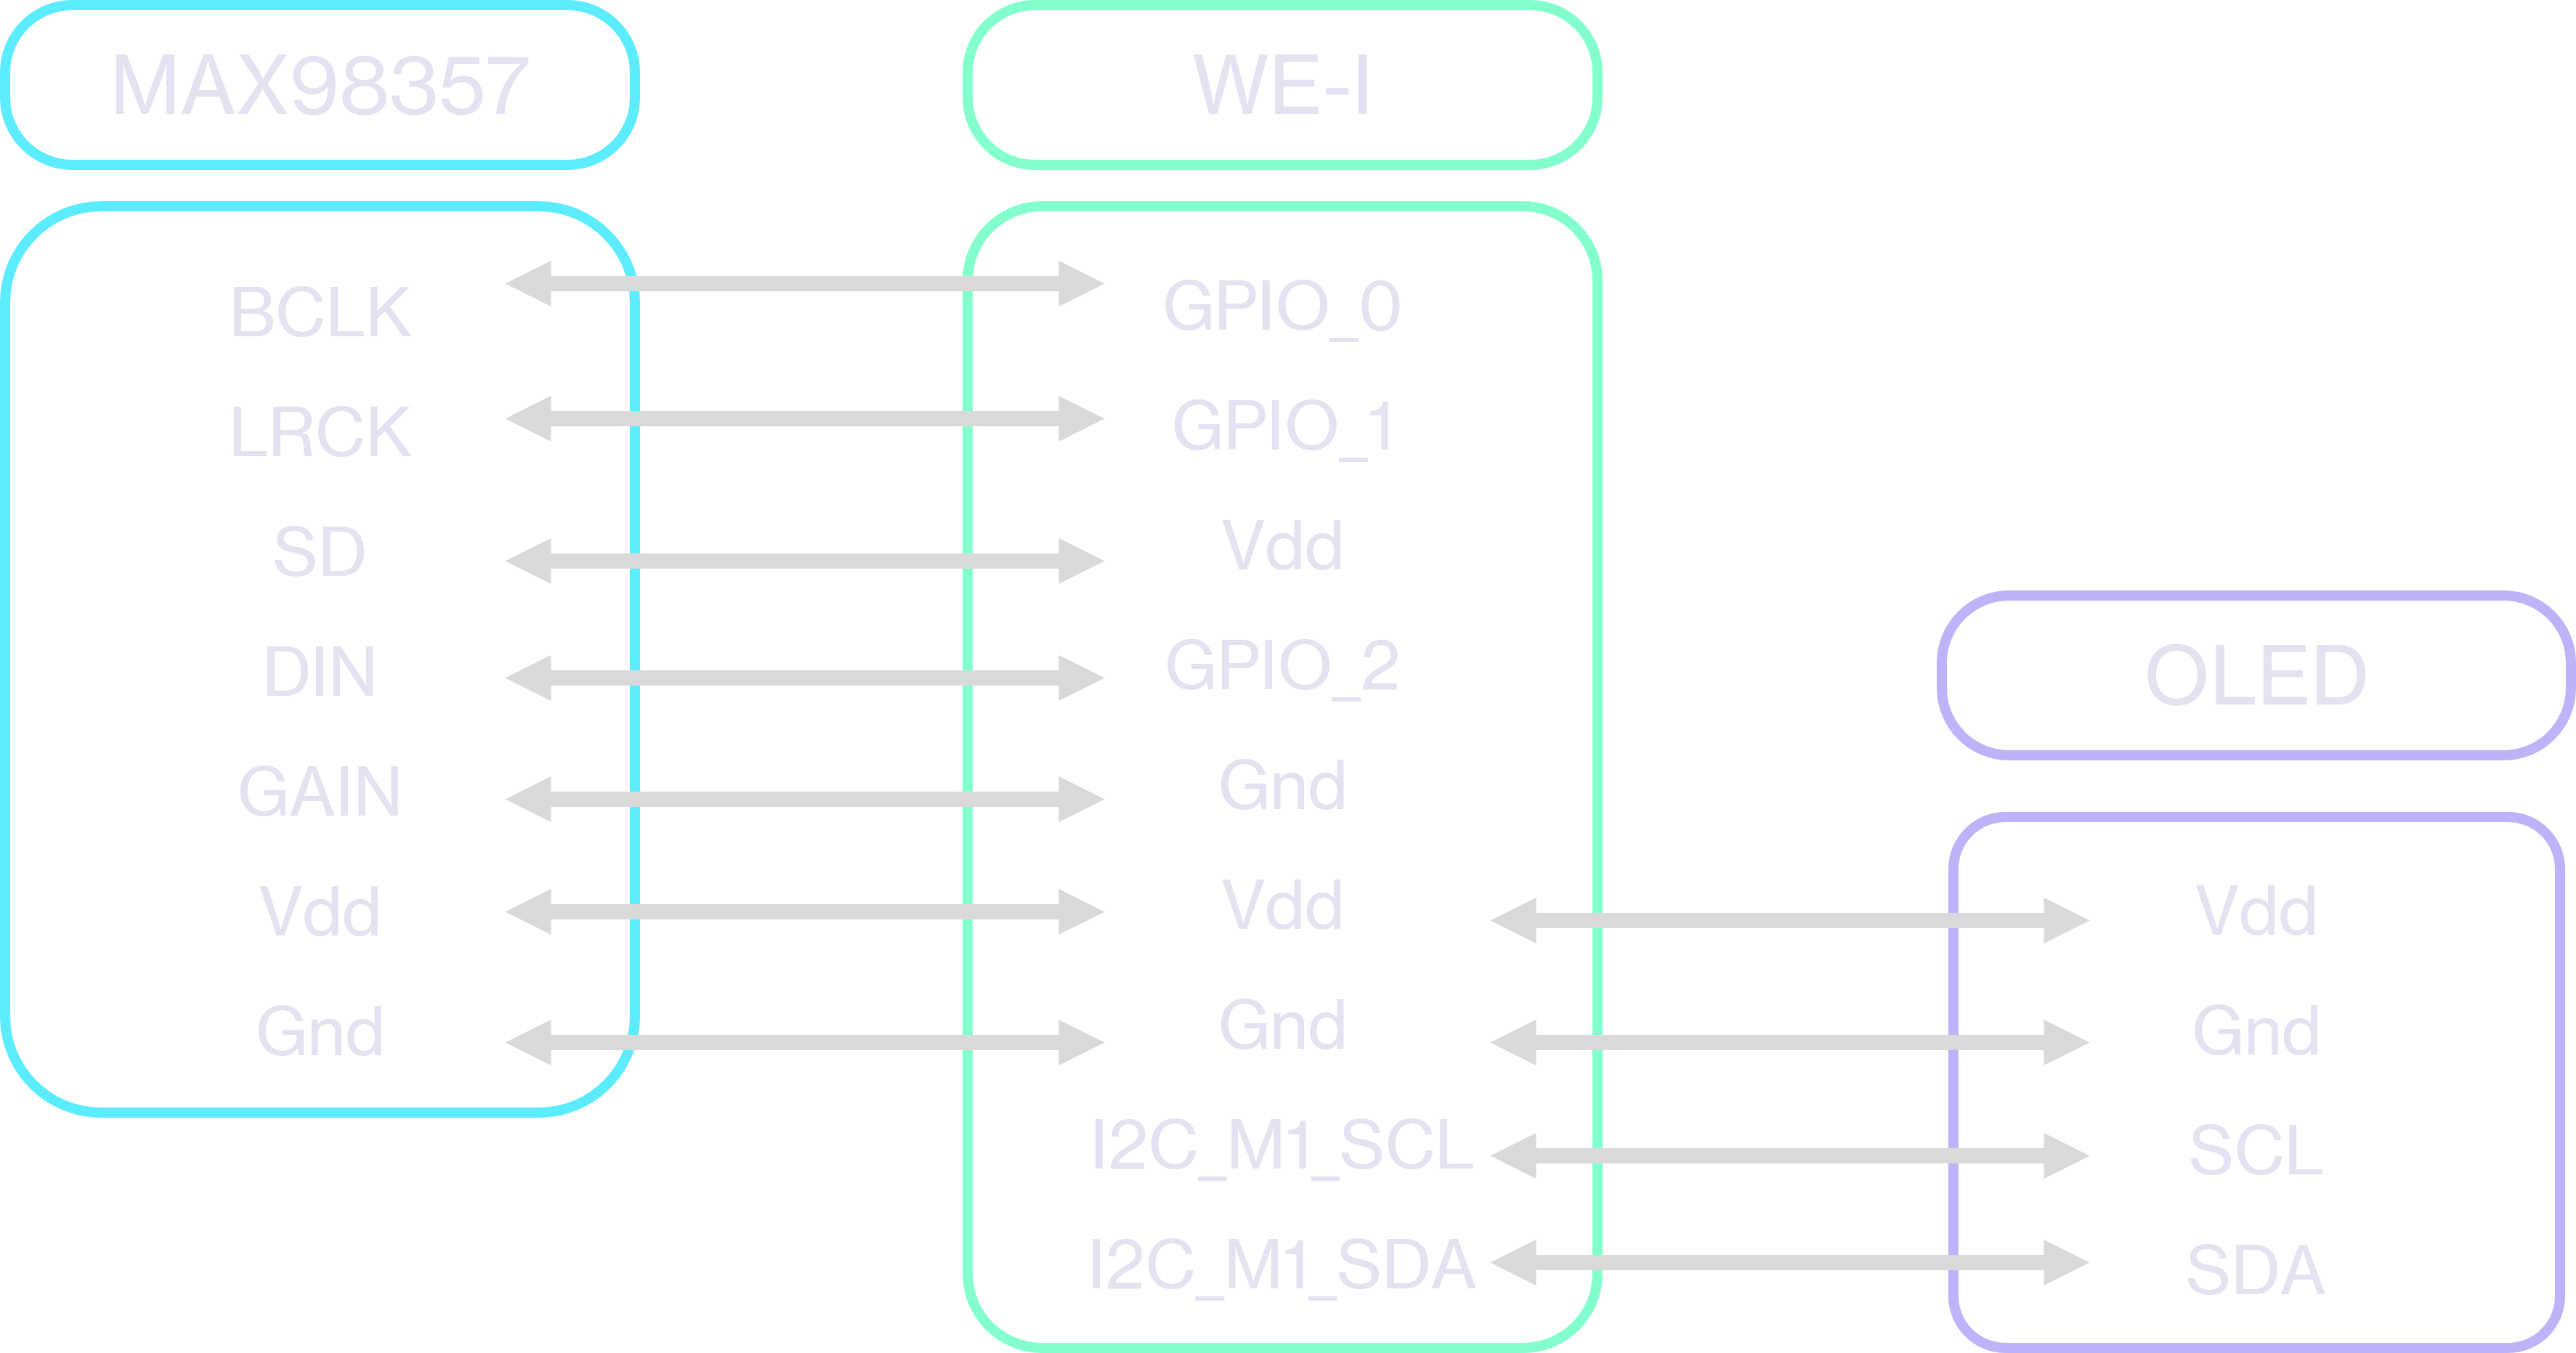 MAX98357
BCLK
LRCK
SD
DIN
GAIN
Vdd
Gnd
WE-I
GPIO_0
GPIO_1
Vdd
GPIO_2
Gnd
Vdd
Gnd
I2C_M1_SCL
I2C_M1_SDA
OLED
Vdd
Gnd
SCL
SDA